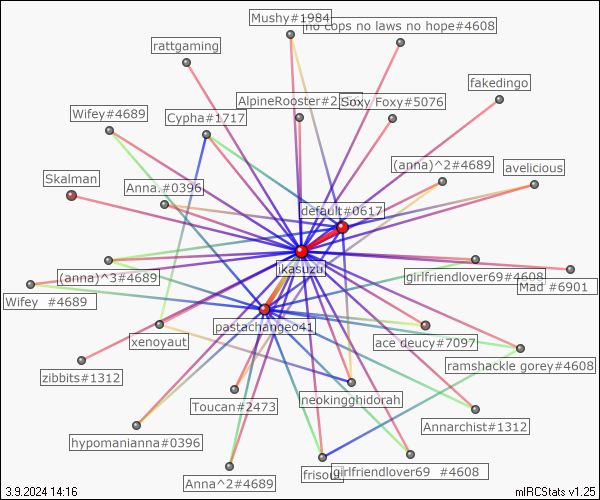 Mushy#1984
no cops no laws no hope#4608
rattgaming
fakedingo
AlpineRooster#2
Soxy Foxy#5076
Wifey#4689
Cypha#1717
(anna)^2#4689
avelicious
Skalman
Anna.#0396
default#0617
ikasuzu
(anna)^3#4689
girlfriendlover69#4608
Mad #6901
Wifey #4689
pastachangeo41
xenoyaut
ace deucy#7097
ramshackle gorey#4608
zibbits#1312
neokingghidorah
Toucan#2473
Annarchist#1312
hypomanianna#0396
frisou
girlfriendlover69 #4608
Anna^2#4689
3.9.2024 14:16
mIRCStats v1.25